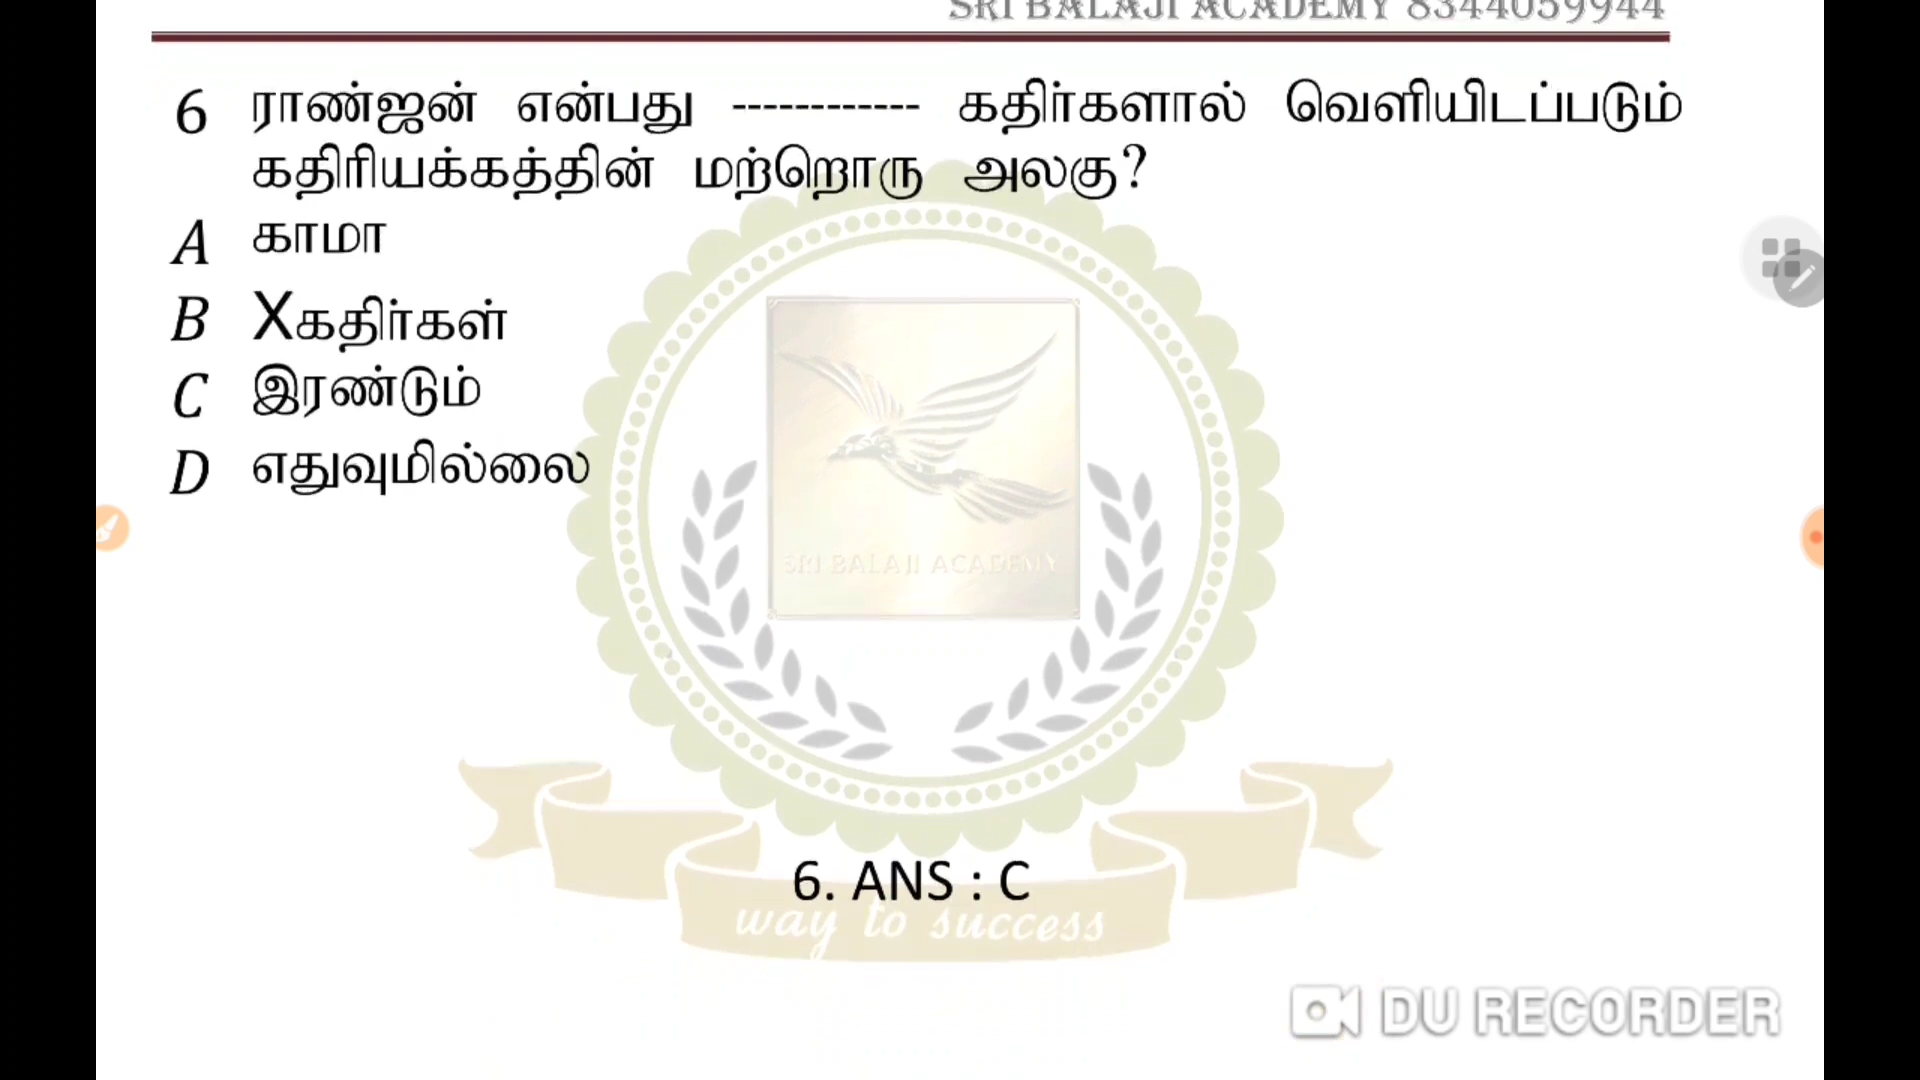 SRI BALAJI ACADEMY 8344059944
6 ராண்ஜன் என்பது ------------ கதிர்களால் வெளியிடப்படும்
கதிரியக்கத்தின் மற்றொரு அலகு?
A காமா
B Xகதிர்கள்
C இரண்டும்
D எதுவுமில்லை
SRI BALAJI ACADEMY
6. ANS : C
way to success
DU RECORDER